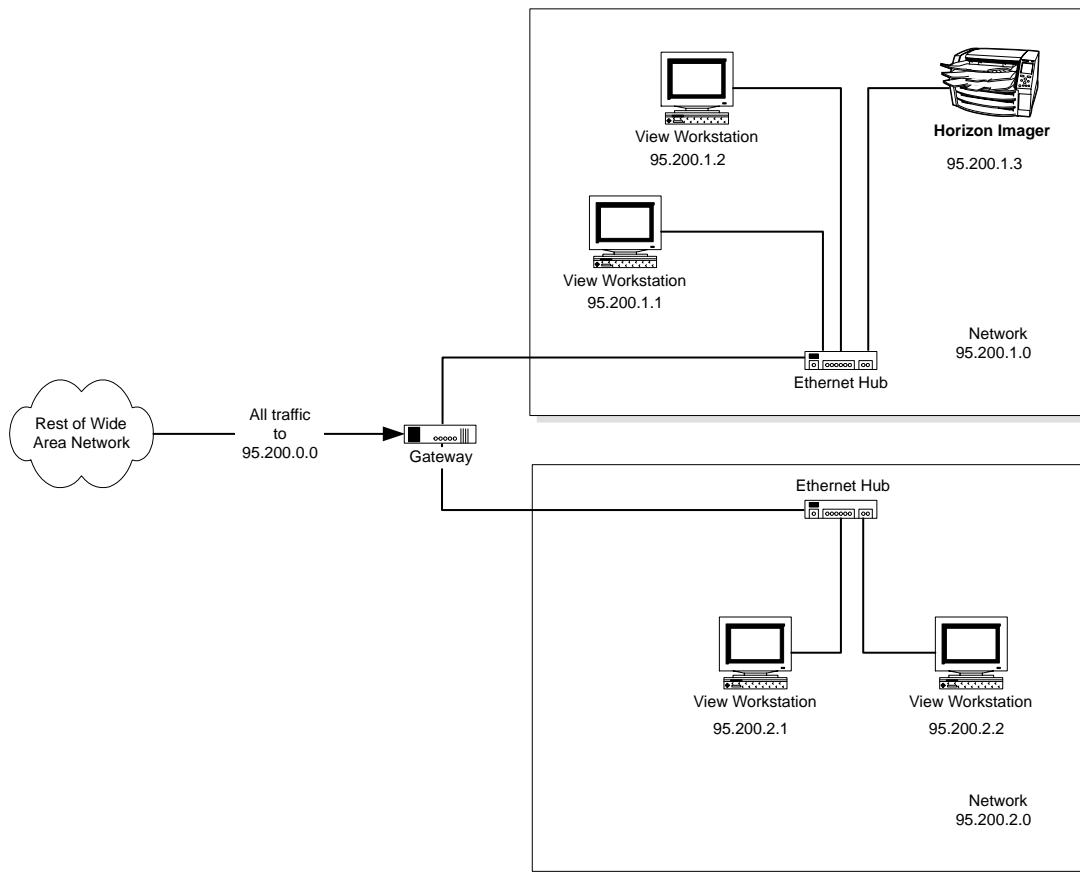 View Workstation
95.200.1.2
Horizon Imager
95.200.1.3
View Workstation
95.200.1.1
Network
95.200.1.0
Ethernet Hub
Rest of Wide
Area Network
All traffic
to
95.200.0.0
Gateway
Ethernet Hub
View Workstation
95.200.2.1
View Workstation
95.200.2.2
Network
95.200.2.0